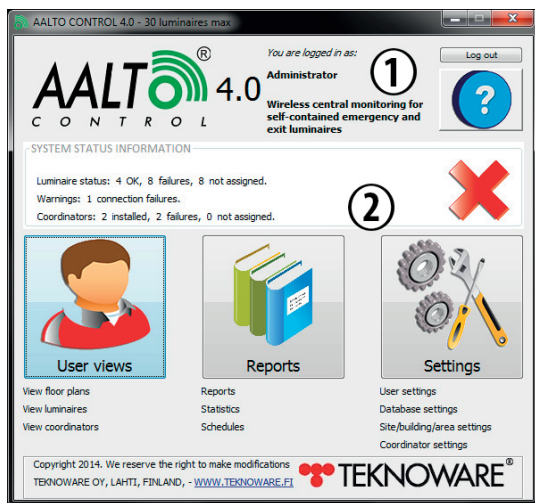 AALTO CONTROL 4.0 - 30 luminaires max
You are logged in as:
Log out
Administrator
1
AALTO® 4.0
CONTROL
Wireless central monitoring for
self-contained emergency and
exit luminaires
?
SYSTEM STATUS INFORMATION
Luminaire status: 4 OK, 8 failures, 8 not assigned.
Warnings: 1 connection failures.
Coordinators: 2 installed, 2 failures, 0 not assigned.
2
User views
Reports
Settings
View floor plans
View luminaires
View coordinators
Reports
Statistics
Schedules
User settings
Database settings
Site/building/area settings
Coordinator settings
Copyright 2014. We reserve the right to make modifications
TEKNOWARE OY, LAHTI, FINLAND, - WWW.TEKNOWARE.FI
TEKNOWARE®